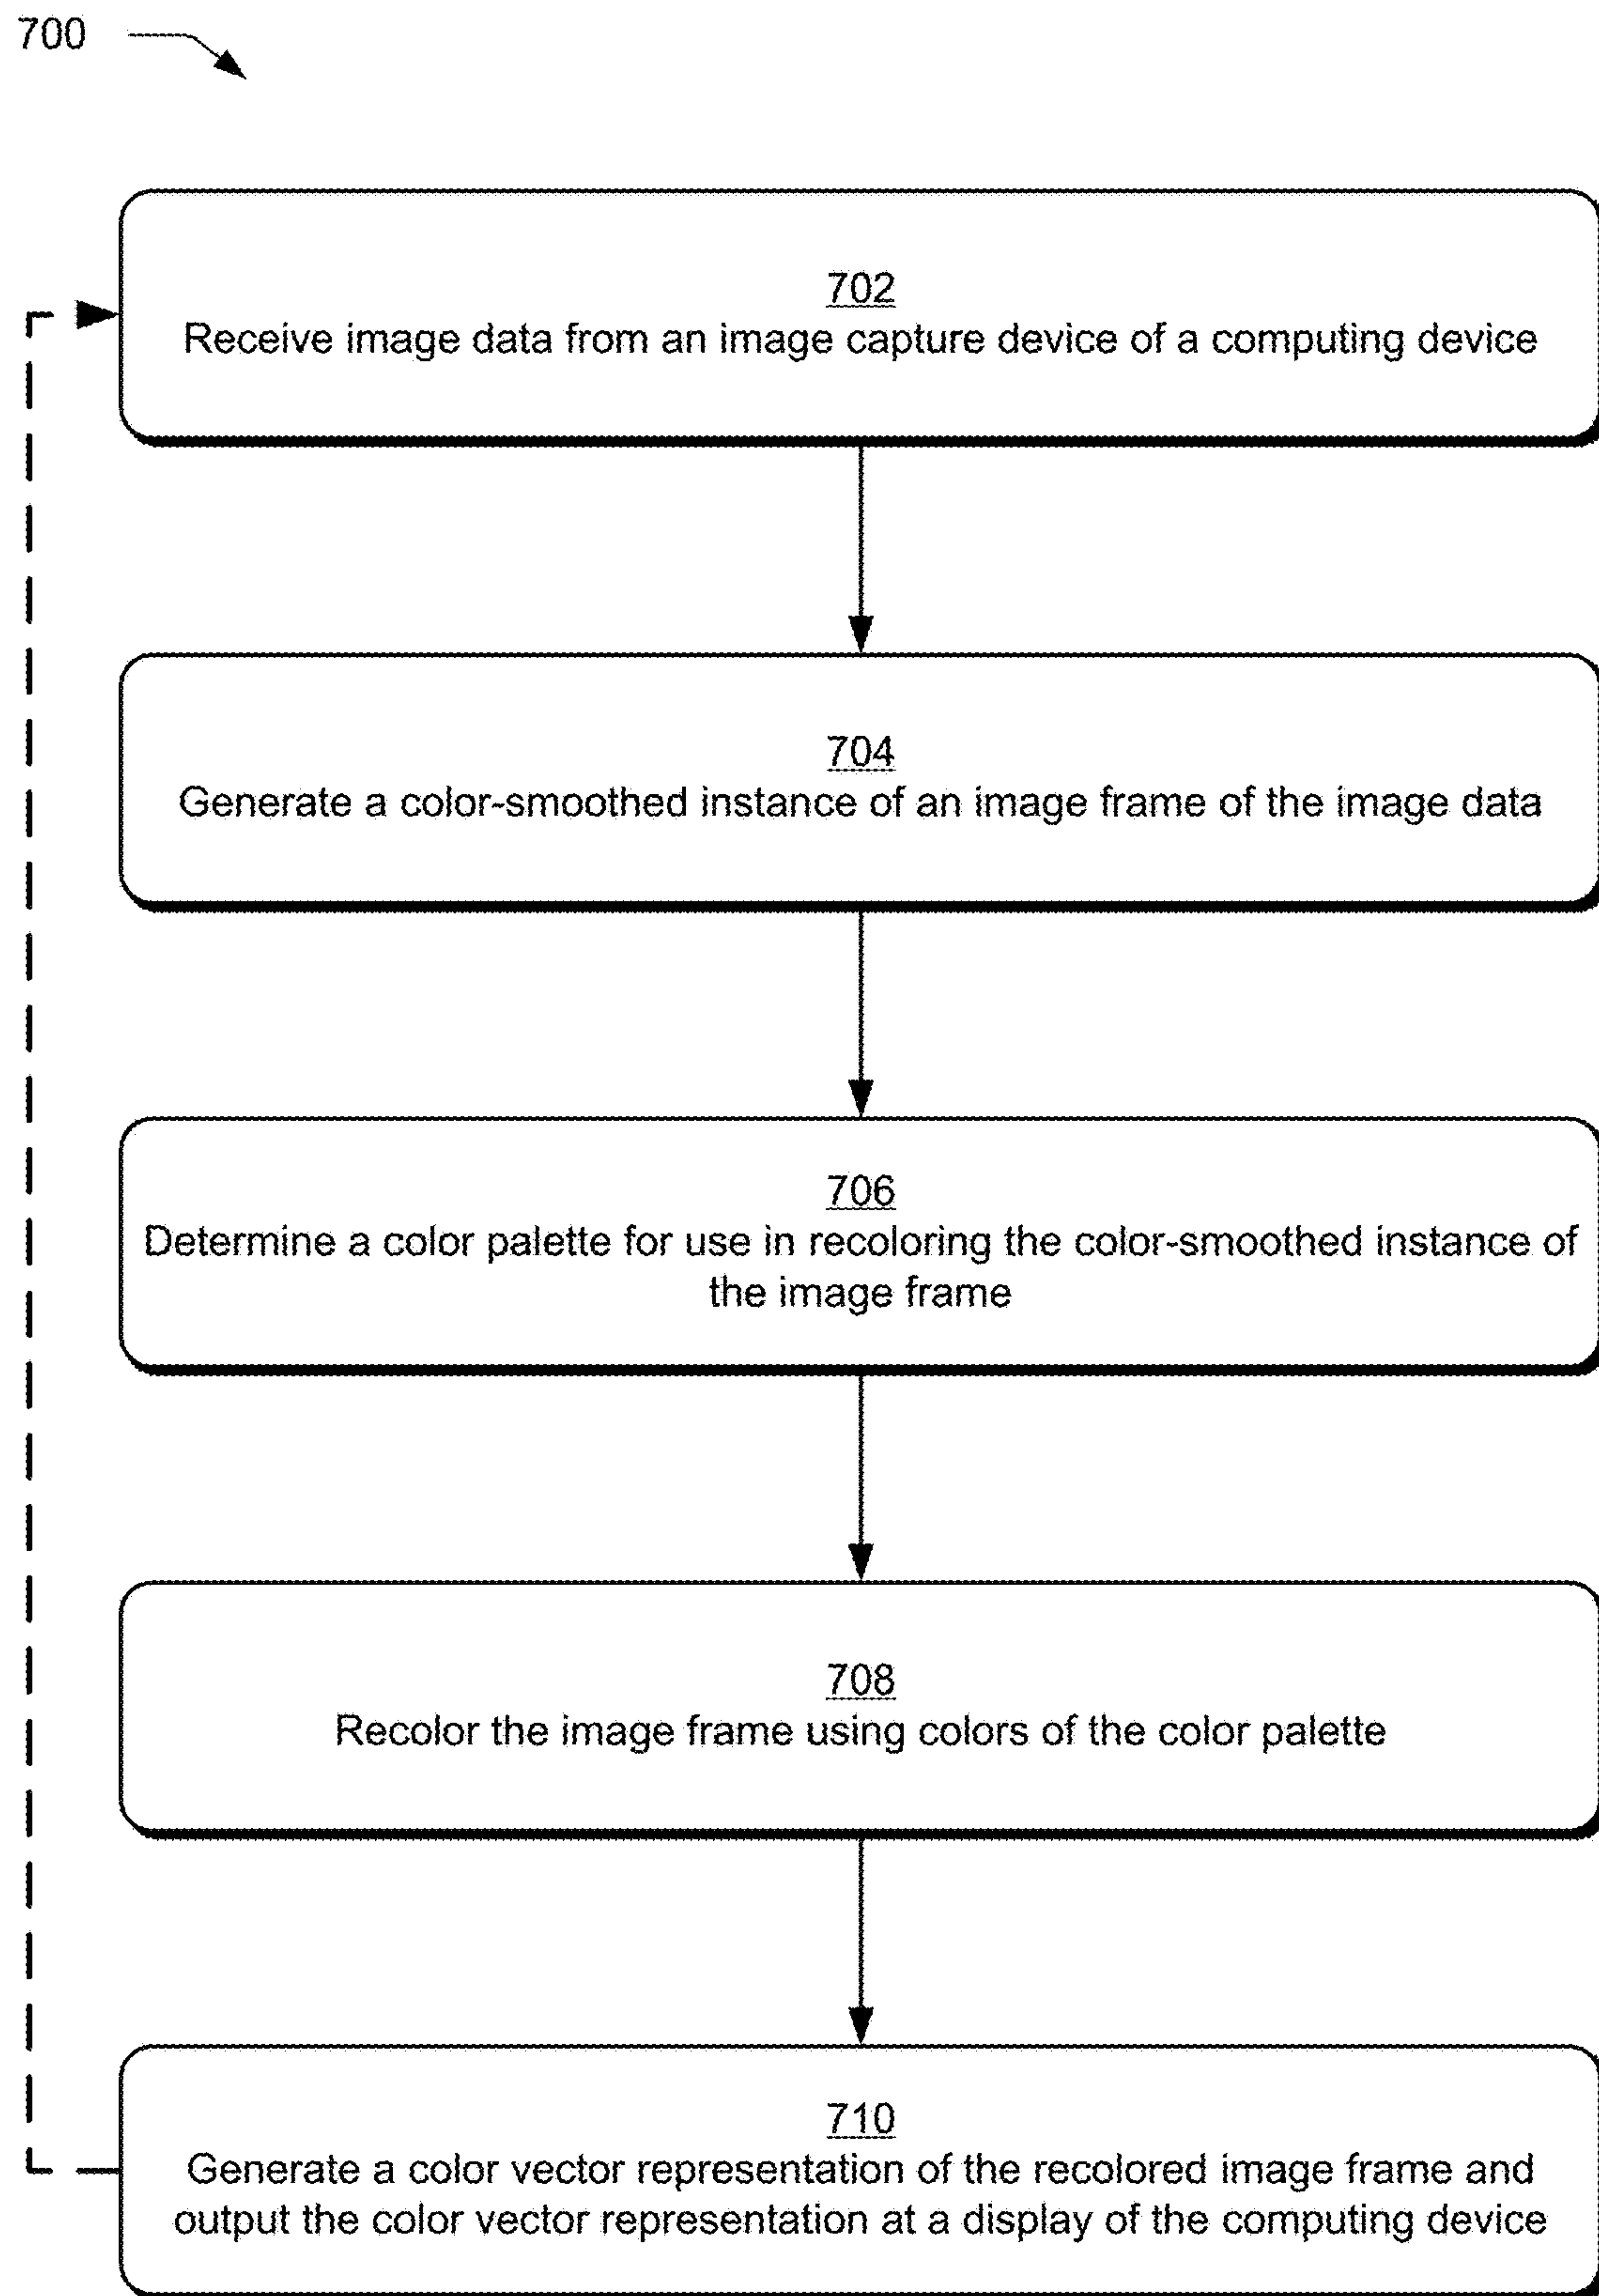 700
702
Receive image data from an image capture device of a computing device
704
Generate a color-smoothed instance of an image frame of the image data
706
Determine a color palette for use in recoloring the color-smoothed instance of
the image frame
708
Recolor the image frame using colors of the color palette
710
Generate a color vector representation of the recolored image frame and
output the color vector representation at a display of the computing device